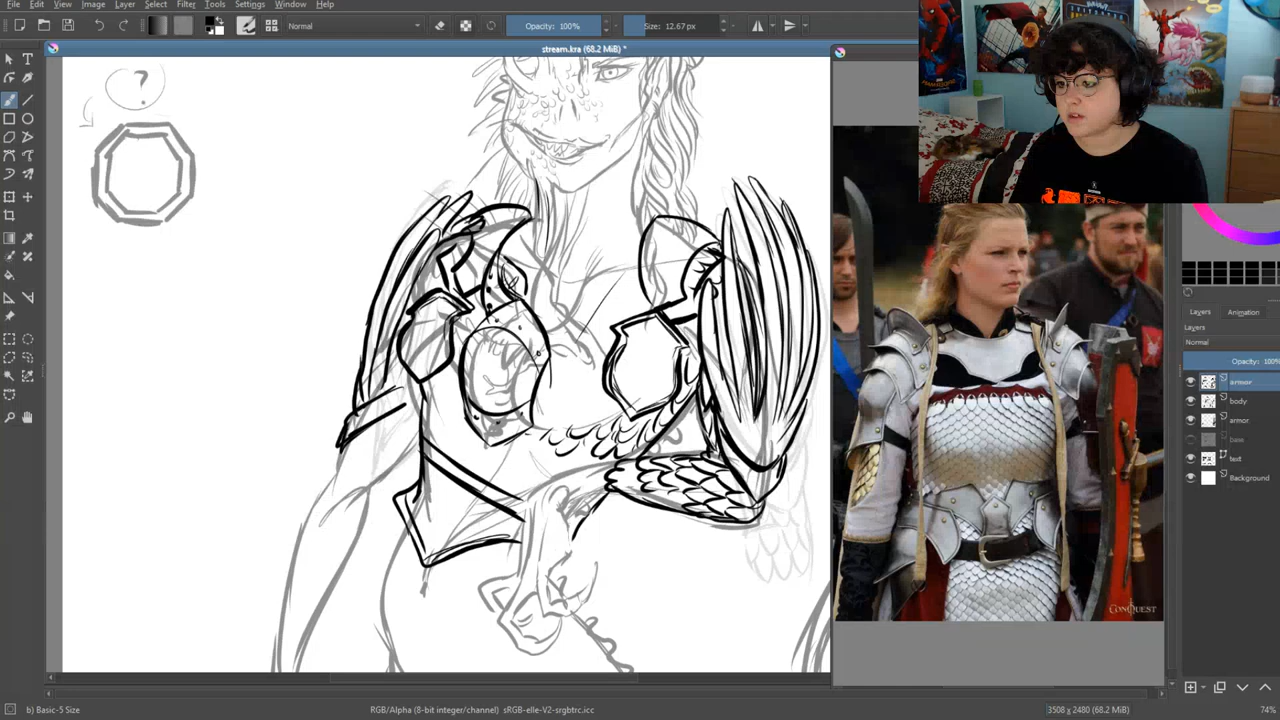 File Edit View Image Layer Select Filter Tools Settings Window Help
Normal
Opacity: 100%
Size: 12.67 px
stream.kra (68.2 MiB) *
?
Layers Animation
Layers
Normal
Opacity: 100%
armor
body
armor
base
text
Background
CONQUEST
b) Basic-5 Size
RGB/Alpha (8-bit integer/channel) sRGB-elle-V2-srgbtrc.icc
3508 x 2480 (68.2 MiB)
74%